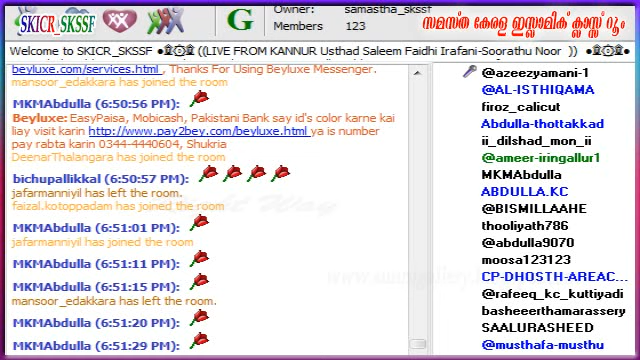 SKICR_SKSSF
G
Owner: samastha_skssf
Members 123
സമസ്ത കേരള ഇസ്ലാമിക് ക്ലാസ്സ് റൂം
Welcome to SKICR_SKSSF ●۩۞۩ ((LIVE FROM KANNUR Usthad Saleem Faidhi Irafani-Soorathu Noor )) ●۩۞۩●
beyluxe.com/services.html , Thanks For Using Beyluxe Messenger.
mansoor_edakkara has joined the room
MKMAbdulla (6:50:56 PM):
Beyluxe: EasyPaisa, Mobicash, Pakistani Bank say id's color karne kai
liay visit karin http://www.pay2bey.com/beyluxe.html ya is number
pay rabta karin 0344-4440604, Shukria
DeenarThalangara has joined the room
bichupallikkal (6:50:57 PM):
jafarmanniyil has left the room.
faizal.kotoppadam has joined the room
MKMAbdulla (6:51:01 PM):
jafarmanniyil has joined the room
MKMAbdulla (6:51:11 PM):
MKMAbdulla (6:51:15 PM):
mansoor_edakkara has left the room.
MKMAbdulla (6:51:20 PM):
MKMAbdulla (6:51:29 PM):
@azeezyamani-1
@AL-ISTHIQAMA
firoz_calicut
Abdulla-thottakkad
ii_dilshad_mon_ii
@ameer-iringallur1
MKMAbdulla
ABDULLA.KC
@BISMILLAAHE
thooliyath786
@abdulla9070
moosa123123
CP-DHOSTH-AREAC...
@rafeeq_kc_kuttiyadi
basheeerthamarassery
SAALURASHEED
@musthafa-musthu